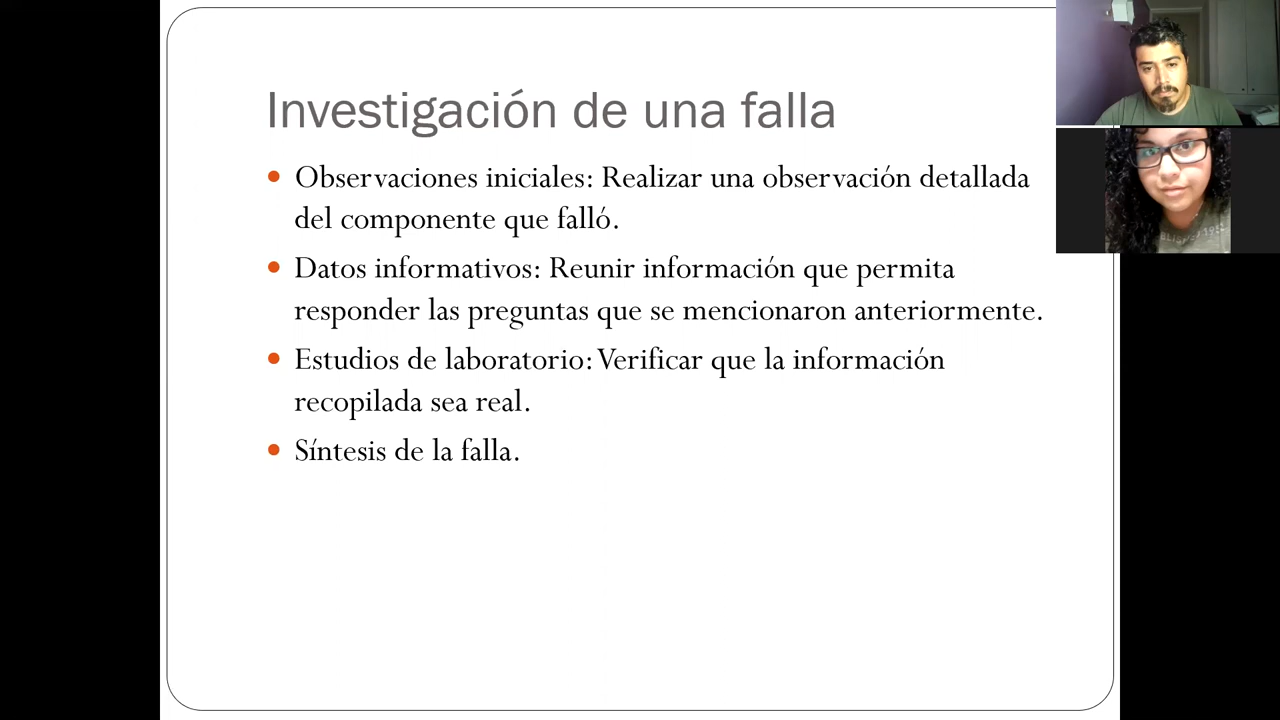 Investigación de una falla
Observaciones iniciales: Realizar una observación detallada
del componente que falló.
Datos informativos: Reunir información que permita
responder las preguntas que se mencionaron anteriormente.
Estudios de laboratorio: Verificar que la información
recopilada sea real.
Síntesis de la falla.